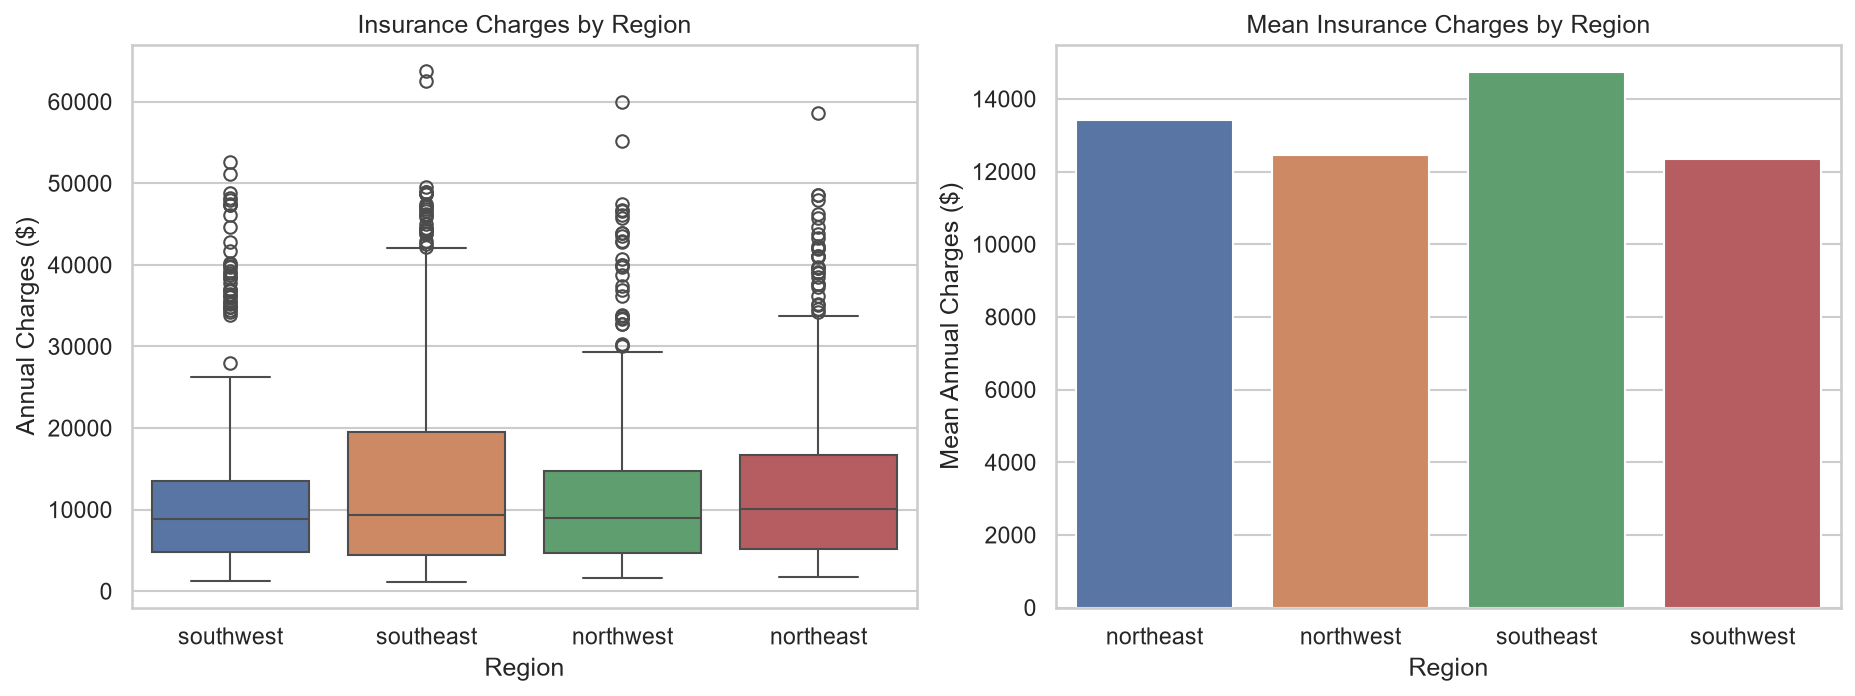 Insurance Charges by Region
Annual Charges ($)
60000
50000
40000
30000
20000
10000
0
southwest southeast northwest northeast
Region
Mean Insurance Charges by Region
Mean Annual Charges ($)
14000
12000
10000
8000
6000
4000
2000
0
northeast northwest southeast southwest
Region